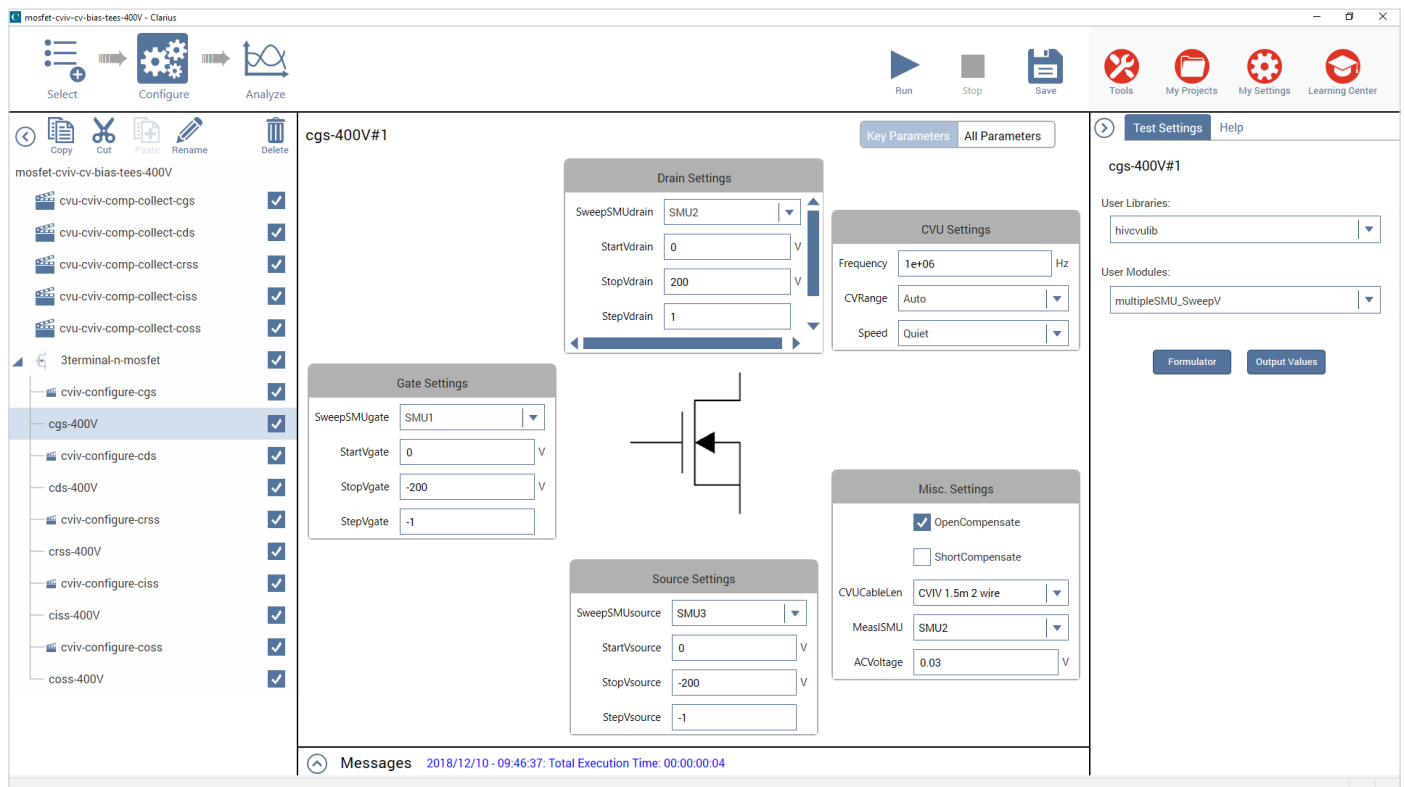 mosfet-cviv-cv-bias-tees-400V - Clarius
Select
Configure
Analyze
Run
Stop
Save
Tools
My Projects
My Settings
Learning Center
Copy
Cut
Paste
Rename
Delete
mosfet-cviv-cv-bias-tees-400V
cvu-cviv-comp-collect-cgs
cvu-cviv-comp-collect-cds
cvu-cviv-comp-collect-crss
cvu-cviv-comp-collect-ciss
cvu-cviv-comp-collect-coss
3terminal-n-mosfet
cviv-configure-cgs
cgs-400V
cviv-configure-cds
cds-400V
cviv-configure-crss
crss-400V
cviv-configure-ciss
ciss-400V
cviv-configure-coss
coss-400V
cgs-400V#1
Key Parameters All Parameters
Drain Settings
SweepSMUdrain SMU2
StartVdrain 0 V
StopVdrain 200 V
StepVdrain 1
CVU Settings
Frequency 1e+06 Hz
CVRange Auto
Speed Quiet
Gate Settings
SweepSMUgate SMU1
StartVgate 0 V
StopVgate -200 V
StepVgate -1
Source Settings
SweepSMUsource SMU3
StartVsource 0 V
StopVsource -200 V
StepVsource -1
Misc. Settings
OpenCompensate
ShortCompensate
CVUCableLen CVIV 1.5m 2 wire
MeasISMU SMU2
ACVoltage 0.03 V
Messages 2018/12/10 - 09:46:37: Total Execution Time: 00:00:00:04
Test Settings Help
cgs-400V#1
User Libraries:
hivcvulib
User Modules:
multipleSMU_SweepV
Formulator Output Values